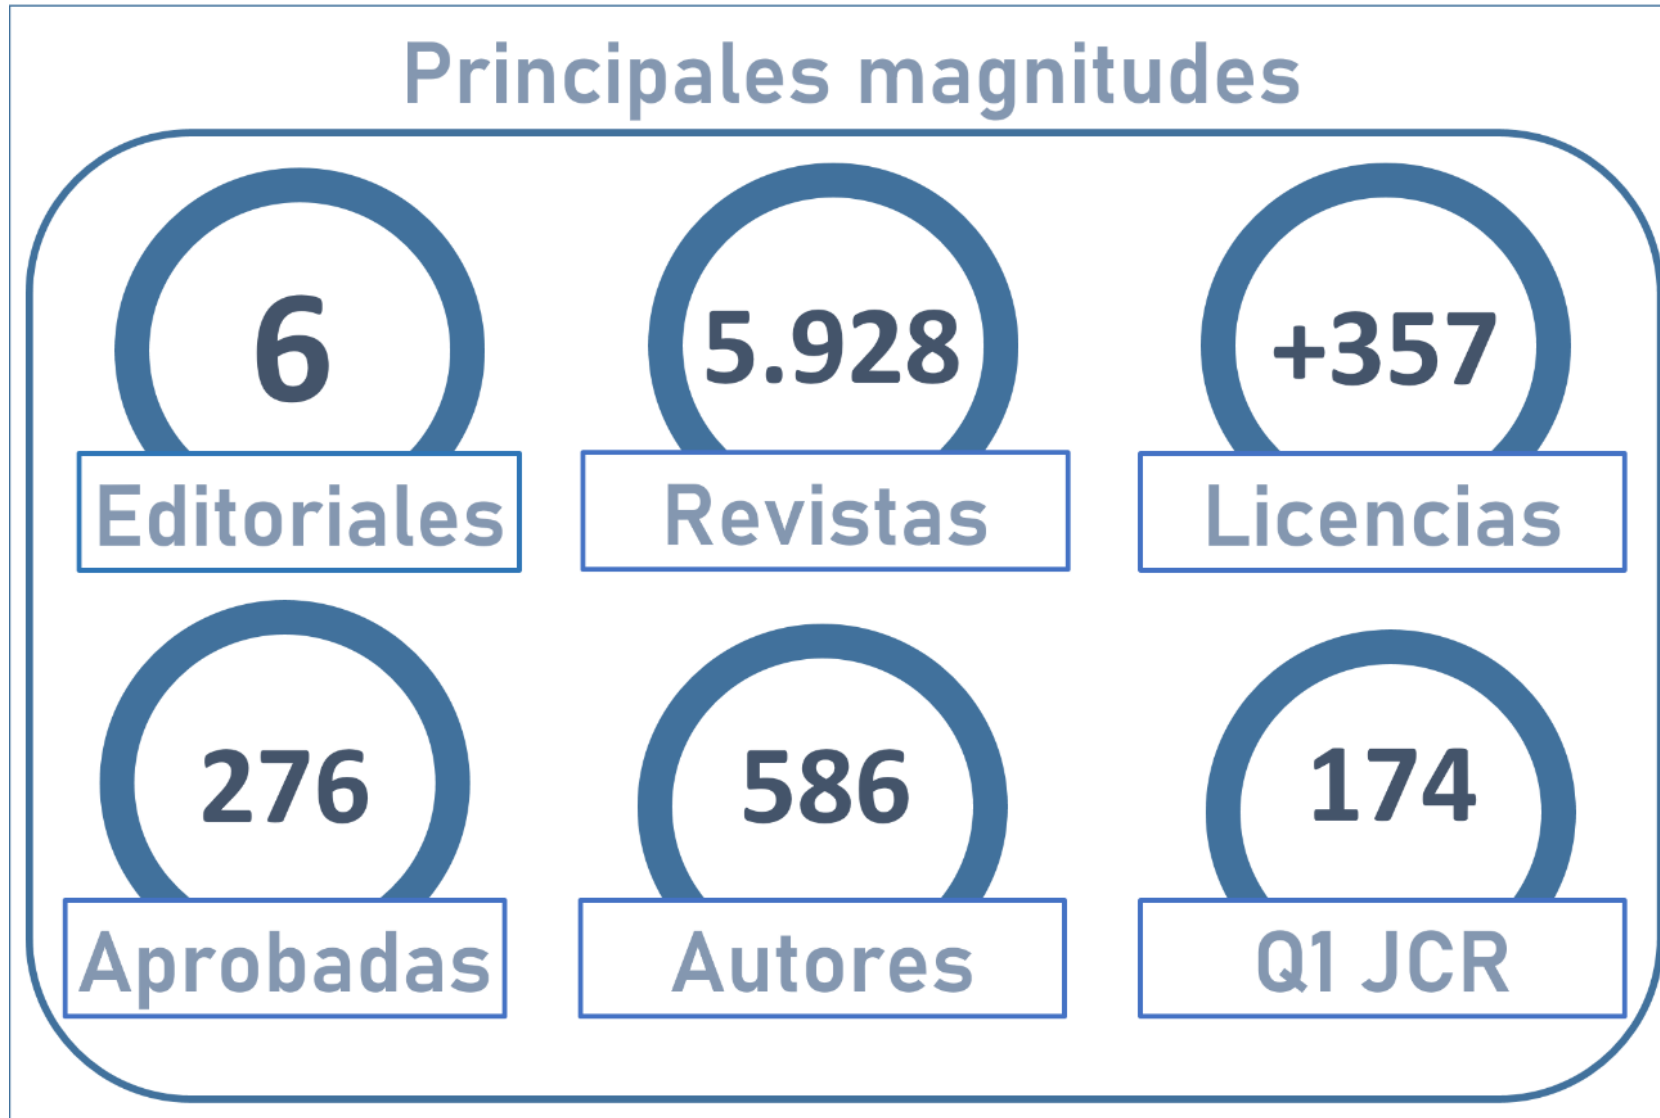 Principales magnitudes
6
Editoriales
5.928
Revistas
+357
Licencias
276
Aprobadas
586
Autores
174
Q1 JCR